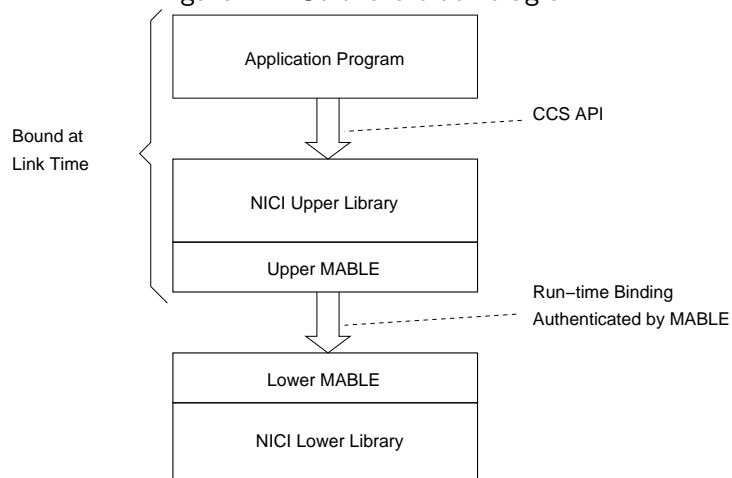 Application Program
CCS API
Bound at
Link Time
NICI Upper Library
Upper MABLE
Run−time Binding
Authenticated by MABLE
Lower MABLE
NICI Lower Library